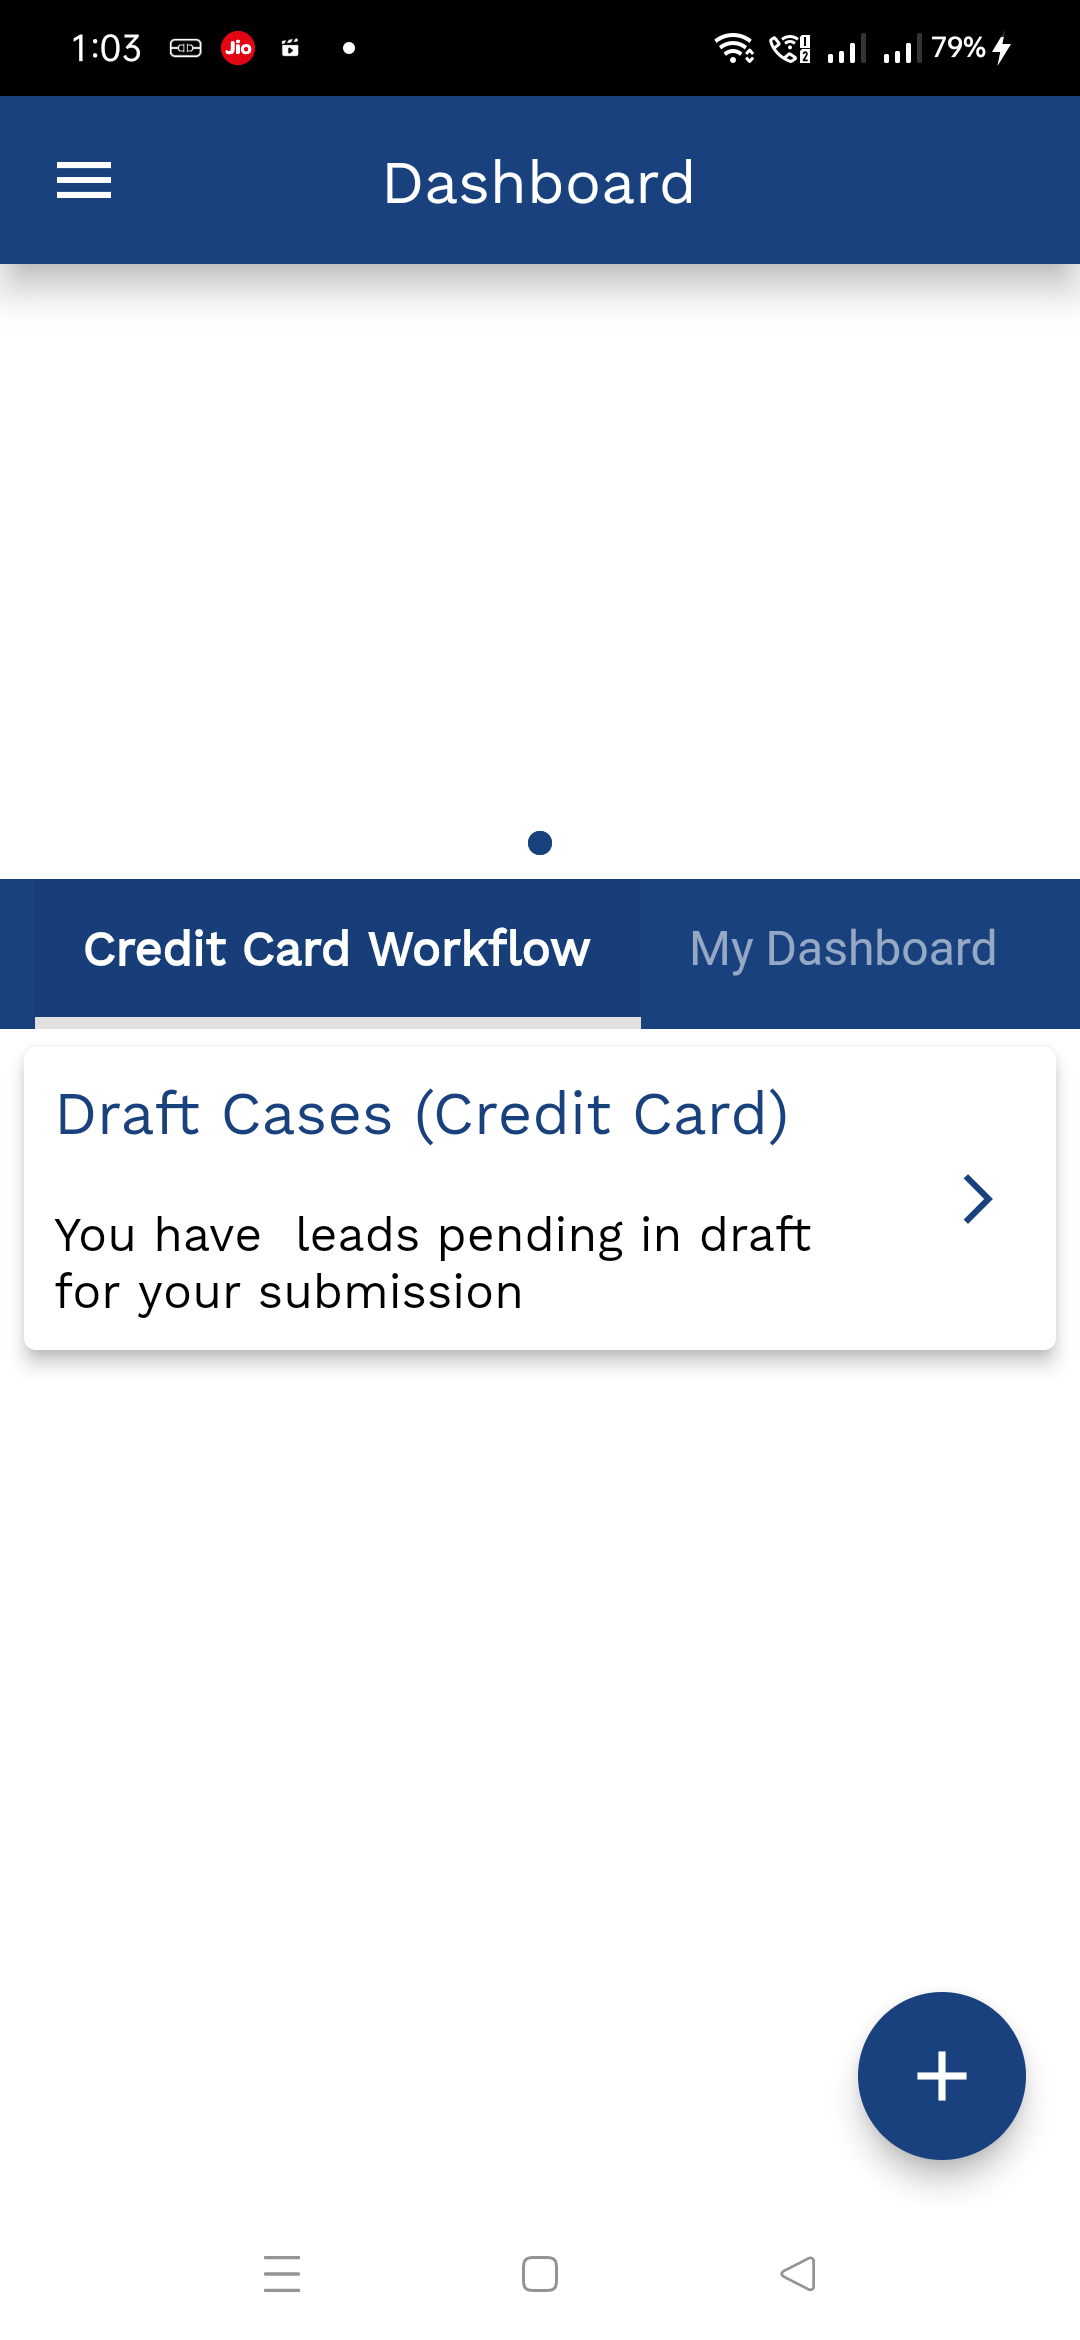 1:03
Jio
79%
Dashboard
Credit Card Workflow
My Dashboard
Draft Cases (Credit Card)
You have  leads pending in draft
for your submission